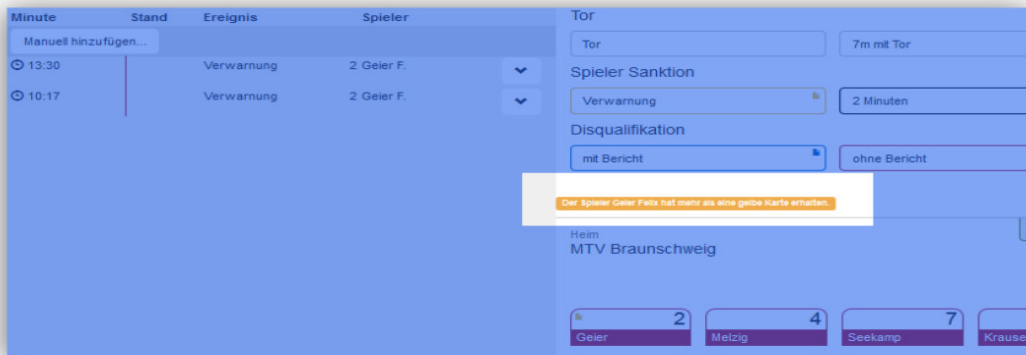 Minute Stand Ereignis Spieler
Manuell hinzufügen...
13:30 Verwarnung 2 Geier F.
10:17 Verwarnung 2 Geier F.
Tor
Tor 7m mit Tor
Spieler Sanktion
Verwarnung 2 Minuten
Disqualifikation
mit Bericht ohne Bericht
Der Spieler Geier Felix hat mehr als eine gelbe Karte erhalten.
Heim
MTV Braunschweig
2 4 7
Geier Melzig Seekamp Krause